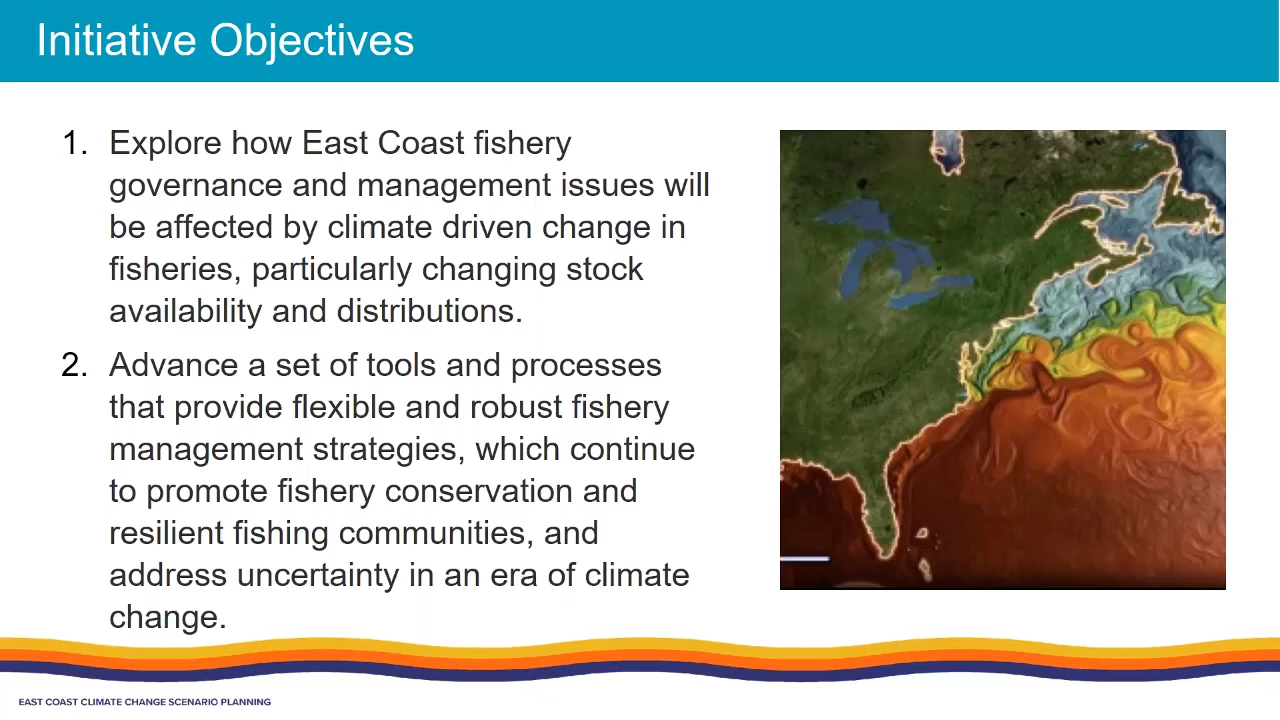 Initiative Objectives
1. Explore how East Coast fishery
governance and management issues will
be affected by climate driven change in
fisheries, particularly changing stock
availability and distributions.
2. Advance a set of tools and processes
that provide flexible and robust fishery
management strategies, which continue
to promote fishery conservation and
resilient fishing communities, and
address uncertainty in an era of climate
change.
EAST COAST CLIMATE CHANGE SCENARIO PLANNING